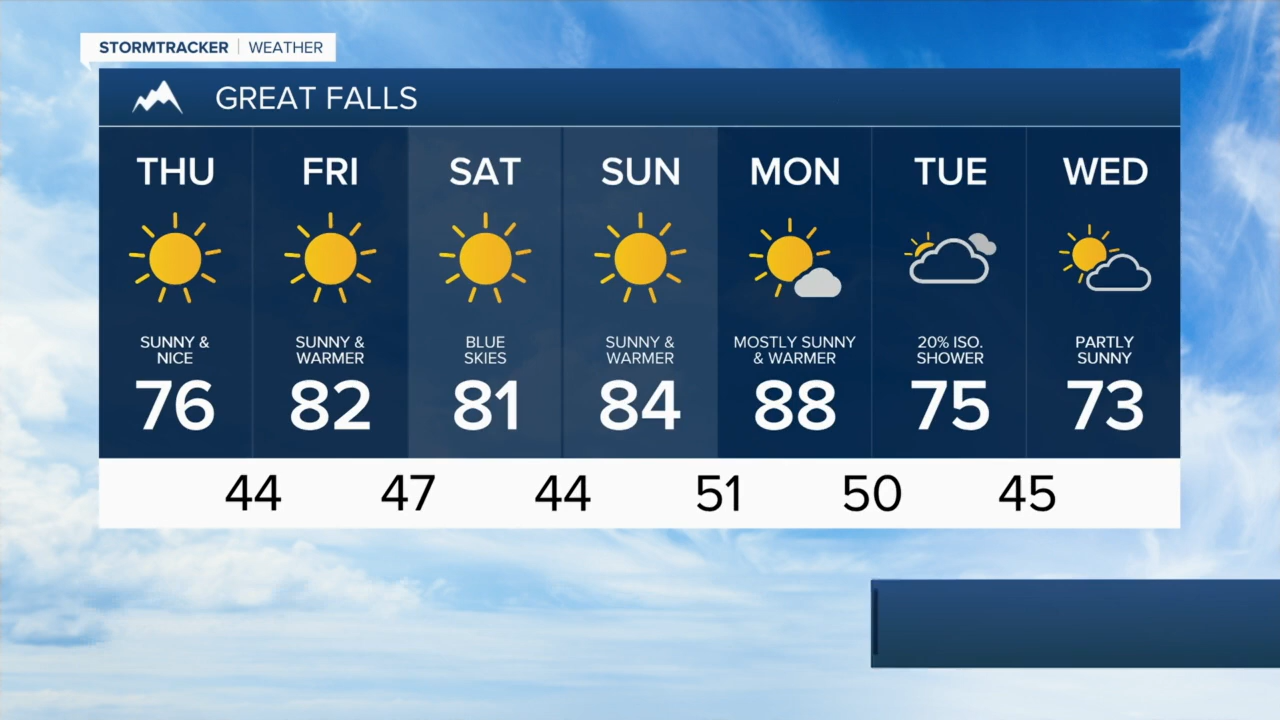 STORMTRACKER | WEATHER
GREAT FALLS
THU FRI SAT SUN MON TUE WED
SUNNY & SUNNY & BLUE SUNNY & MOSTLY SUNNY 20% ISO. PARTLY
NICE WARMER SKIES WARMER & WARMER SHOWER SUNNY
76 82 81 84 88 75 73
44 47 44 51 50 45